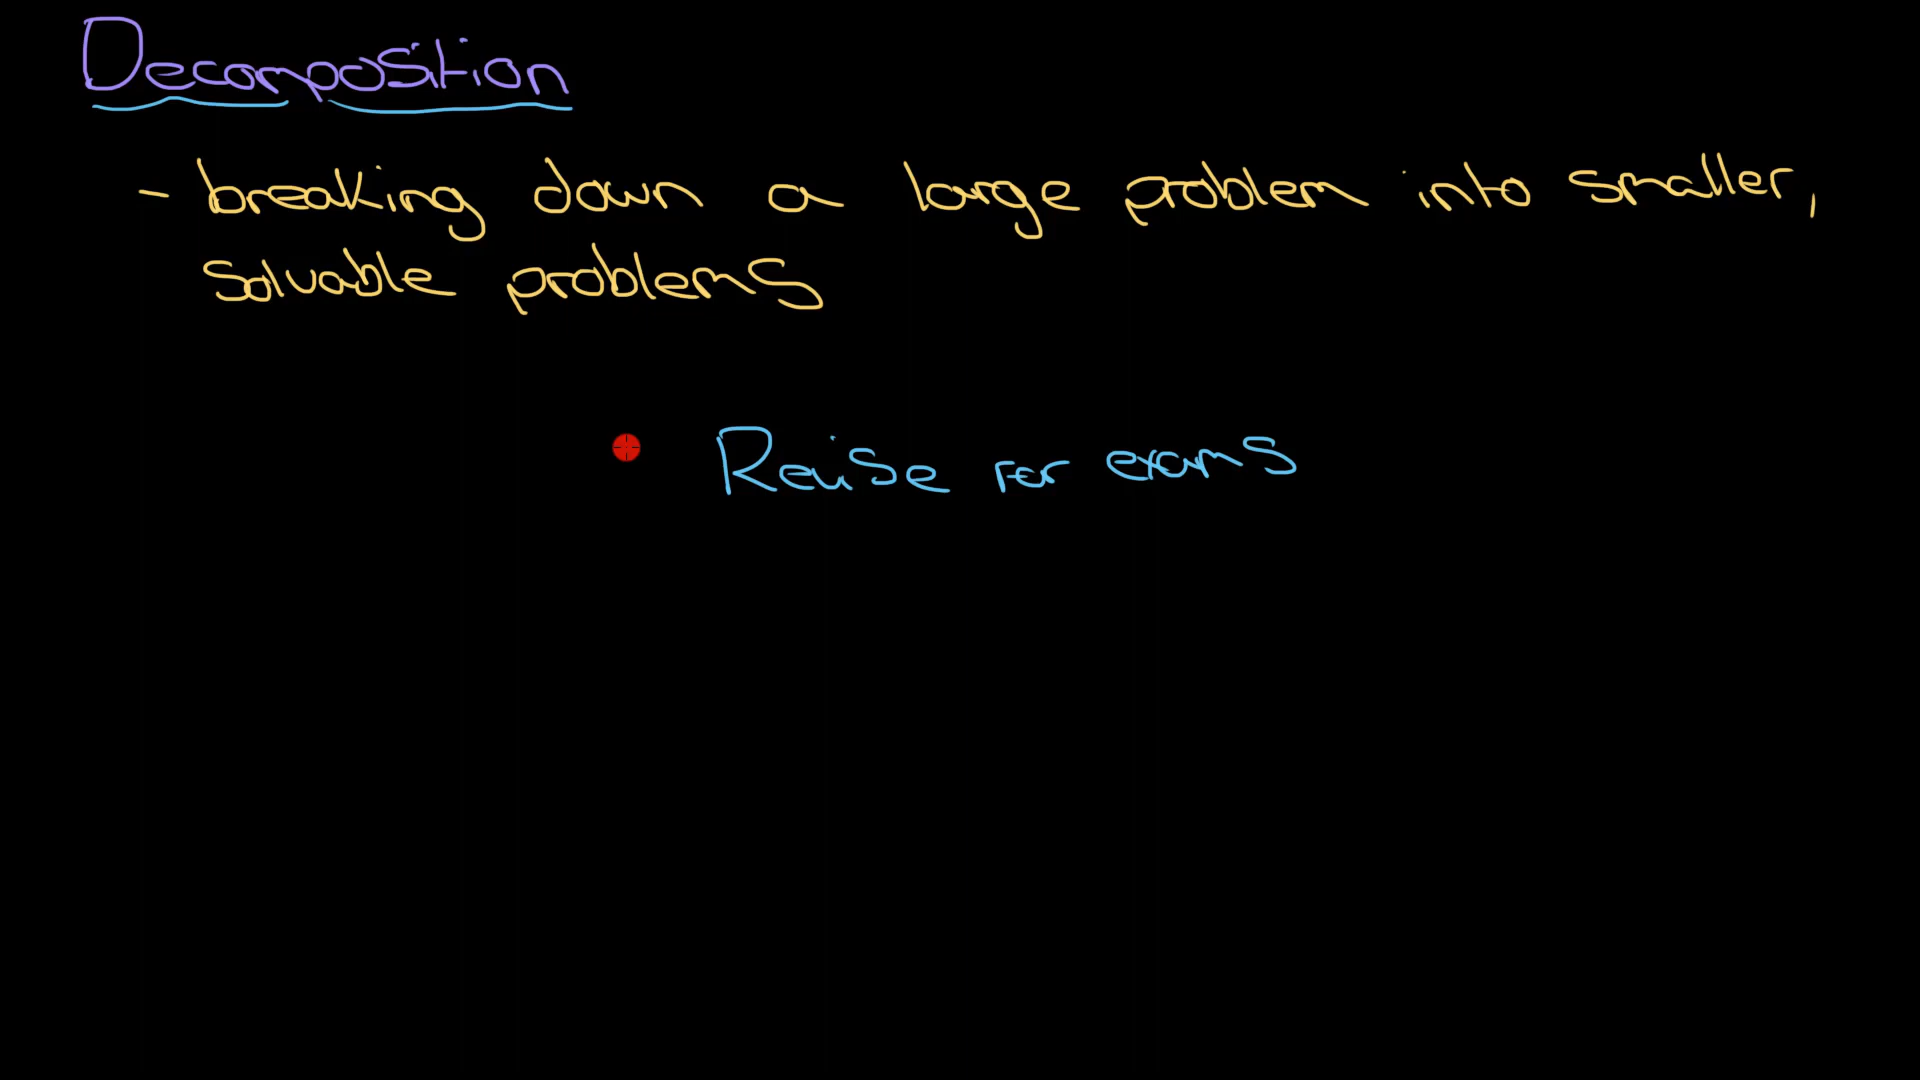 Decomposition
- breaking down a large problem into smaller,
solvable problems
Revise for exams